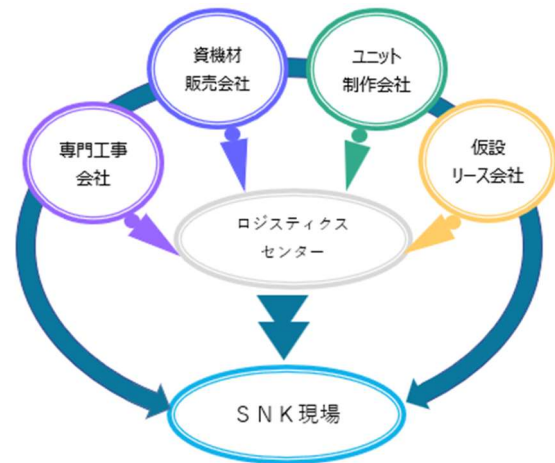 資機材
販売会社
ユニット
制作会社
専門工事
会社
仮設
リース会社
ロジスティクス
センター
ＳＮＫ現場